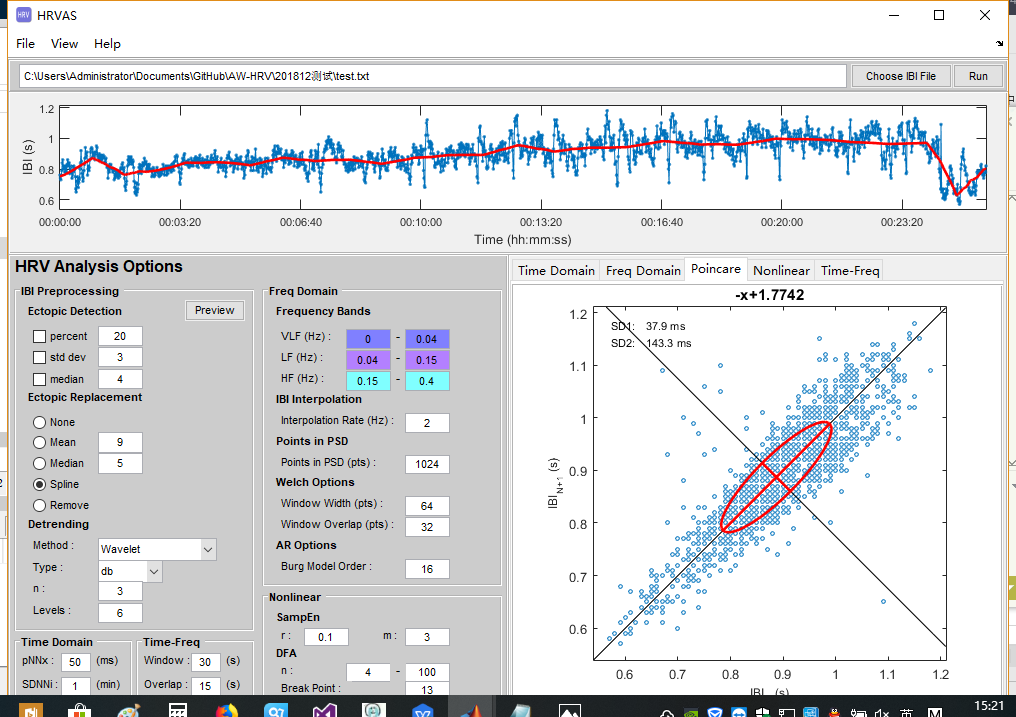 HRV HRVAS
File View Help
C:\Users\Administrator\Documents\GitHub\AW-HRV\201812测试\test.txt Choose IBI File Run
1.2
1
0.8
0.6
IBI (s)
00:00:00 00:03:20 00:06:40 00:10:00 00:13:20 00:16:40 00:20:00 00:23:20
Time (hh:mm:ss)
HRV Analysis Options
IBI Preprocessing
Ectopic Detection Preview
percent 20
std dev 3
median 4
Ectopic Replacement
None
Mean 9
Median 5
Spline
Remove
Detrending
Method : Wavelet
Type : db
n : 3
Levels : 6
Time Domain
pNNx : 50 (ms)
SDNNi : 1 (min)
Time-Freq
Window : 30 (s)
Overlap : 15 (s)
Freq Domain
Frequency Bands
VLF (Hz) : 0 - 0.04
LF (Hz) : 0.04 - 0.15
HF (Hz) : 0.15 - 0.4
IBI Interpolation
Interpolation Rate (Hz) : 2
Points in PSD
Points in PSD (pts) : 1024
Welch Options
Window Width (pts) : 64
Window Overlap (pts) : 32
AR Options
Burg Model Order : 16
Nonlinear
SampEn
r : 0.1 m : 3
DFA
n : 4 - 100
Break Point : 13
Time Domain Freq Domain Poincare Nonlinear Time-Freq
-x+1.7742
SD1: 37.9 ms
SD2: 143.3 ms
1.2
1.1
1
0.9
0.8
0.7
0.6
IBI N+1 (s)
0.6 0.7 0.8 0.9 1 1.1 1.2
15:21